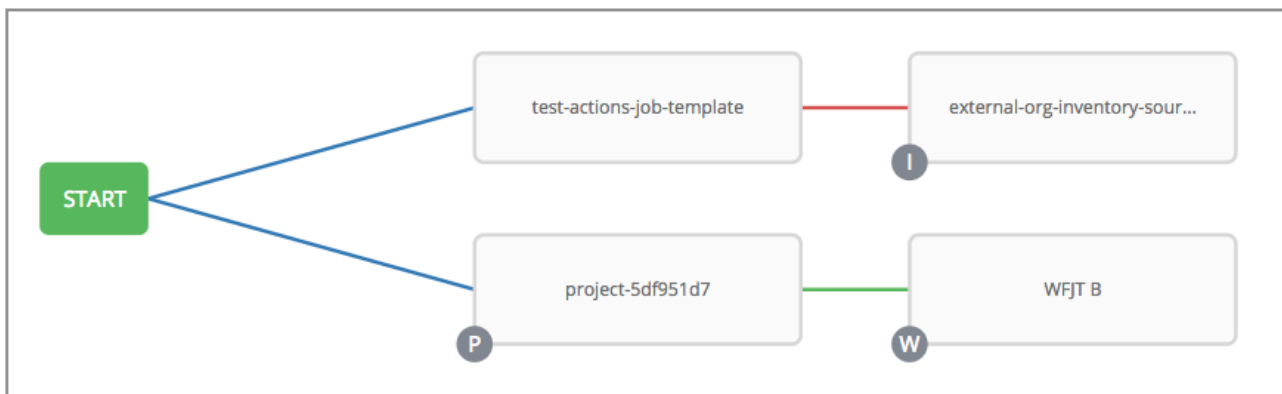 START
test-actions-job-template
external-org-inventory-sour...
I
project-5df951d7
P
WFJT B
W